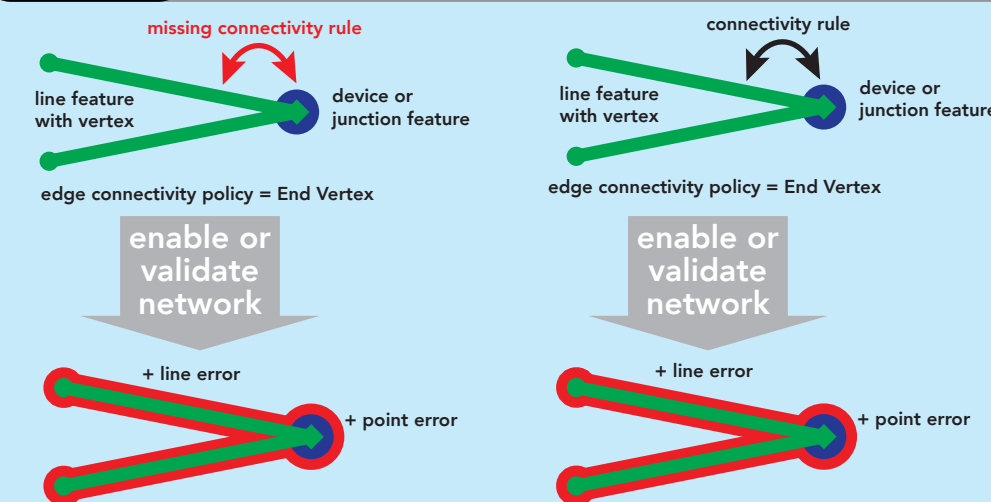 missing connectivity rule
line feature
with vertex
device or
junction feature
edge connectivity policy = End Vertex
enable or
validate
network
+ line error
+ point error
connectivity rule
line feature
with vertex
device or
junction feature
edge connectivity policy = End Vertex
enable or
validate
network
+ line error
+ point error